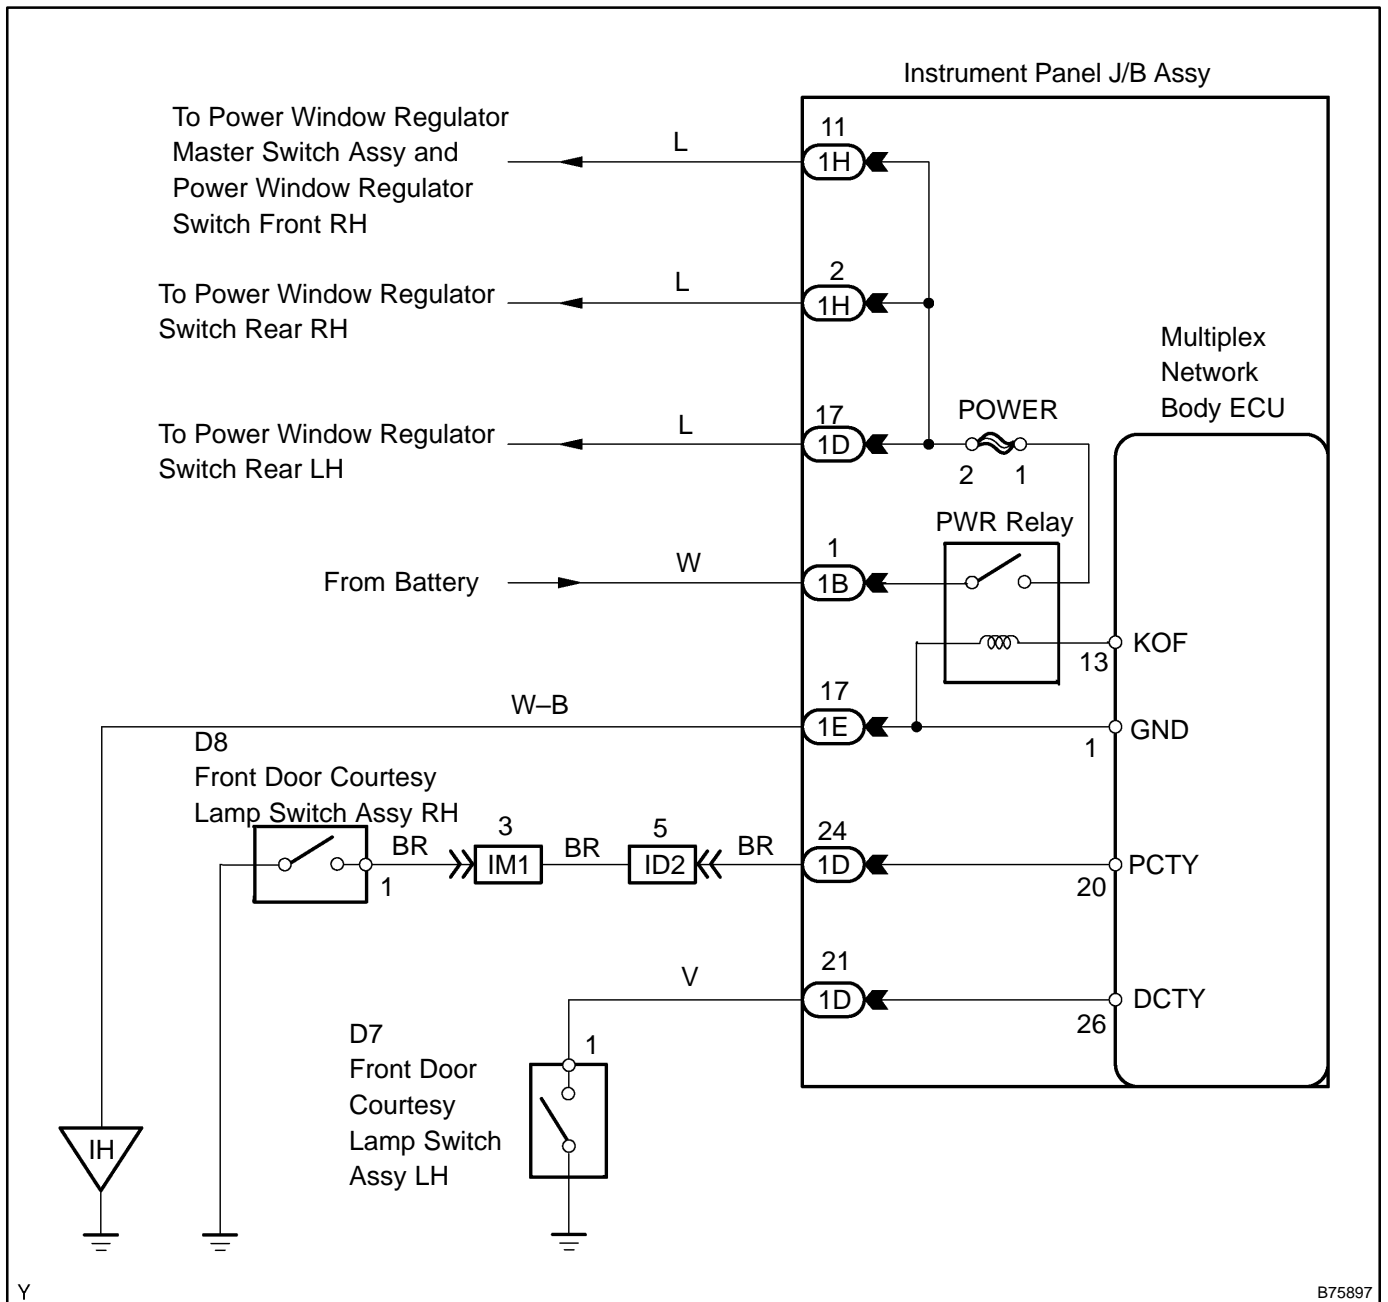 Instrument Panel J/B Assy
To Power Window Regulator
Master Switch Assy and
Power Window Regulator
Switch Front RH
L
11
1H
To Power Window Regulator
Switch Rear RH
L
2
1H
Multiplex
Network
Body ECU
To Power Window Regulator
Switch Rear LH
L
17
1D
POWER
2
1
PWR Relay
From Battery
W
1
1B
13
KOF
W–B
17
1E
1
GND
D8
Front Door Courtesy
Lamp Switch Assy RH
1
BR
3
IM1
BR
5
ID2
BR
24
1D
20
PCTY
V
21
1D
26
DCTY
D7
Front Door
Courtesy
Lamp Switch
Assy LH
1
IH
Y
B75897